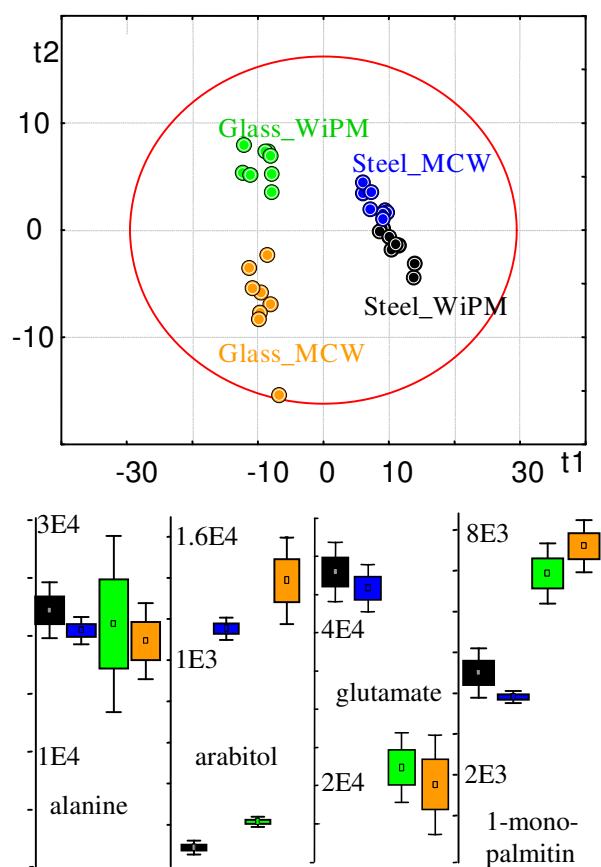 t2
10
0
-10
Glass_WiPM
Steel_MCW
Steel_WiPM
Glass_MCW
-30
-10
0
10
30
t1
3E4
1E4
alanine
1.6E4
1E3
arabitol
4E4
glutamate
2E4
8E3
2E3
1-mono-
palmitin